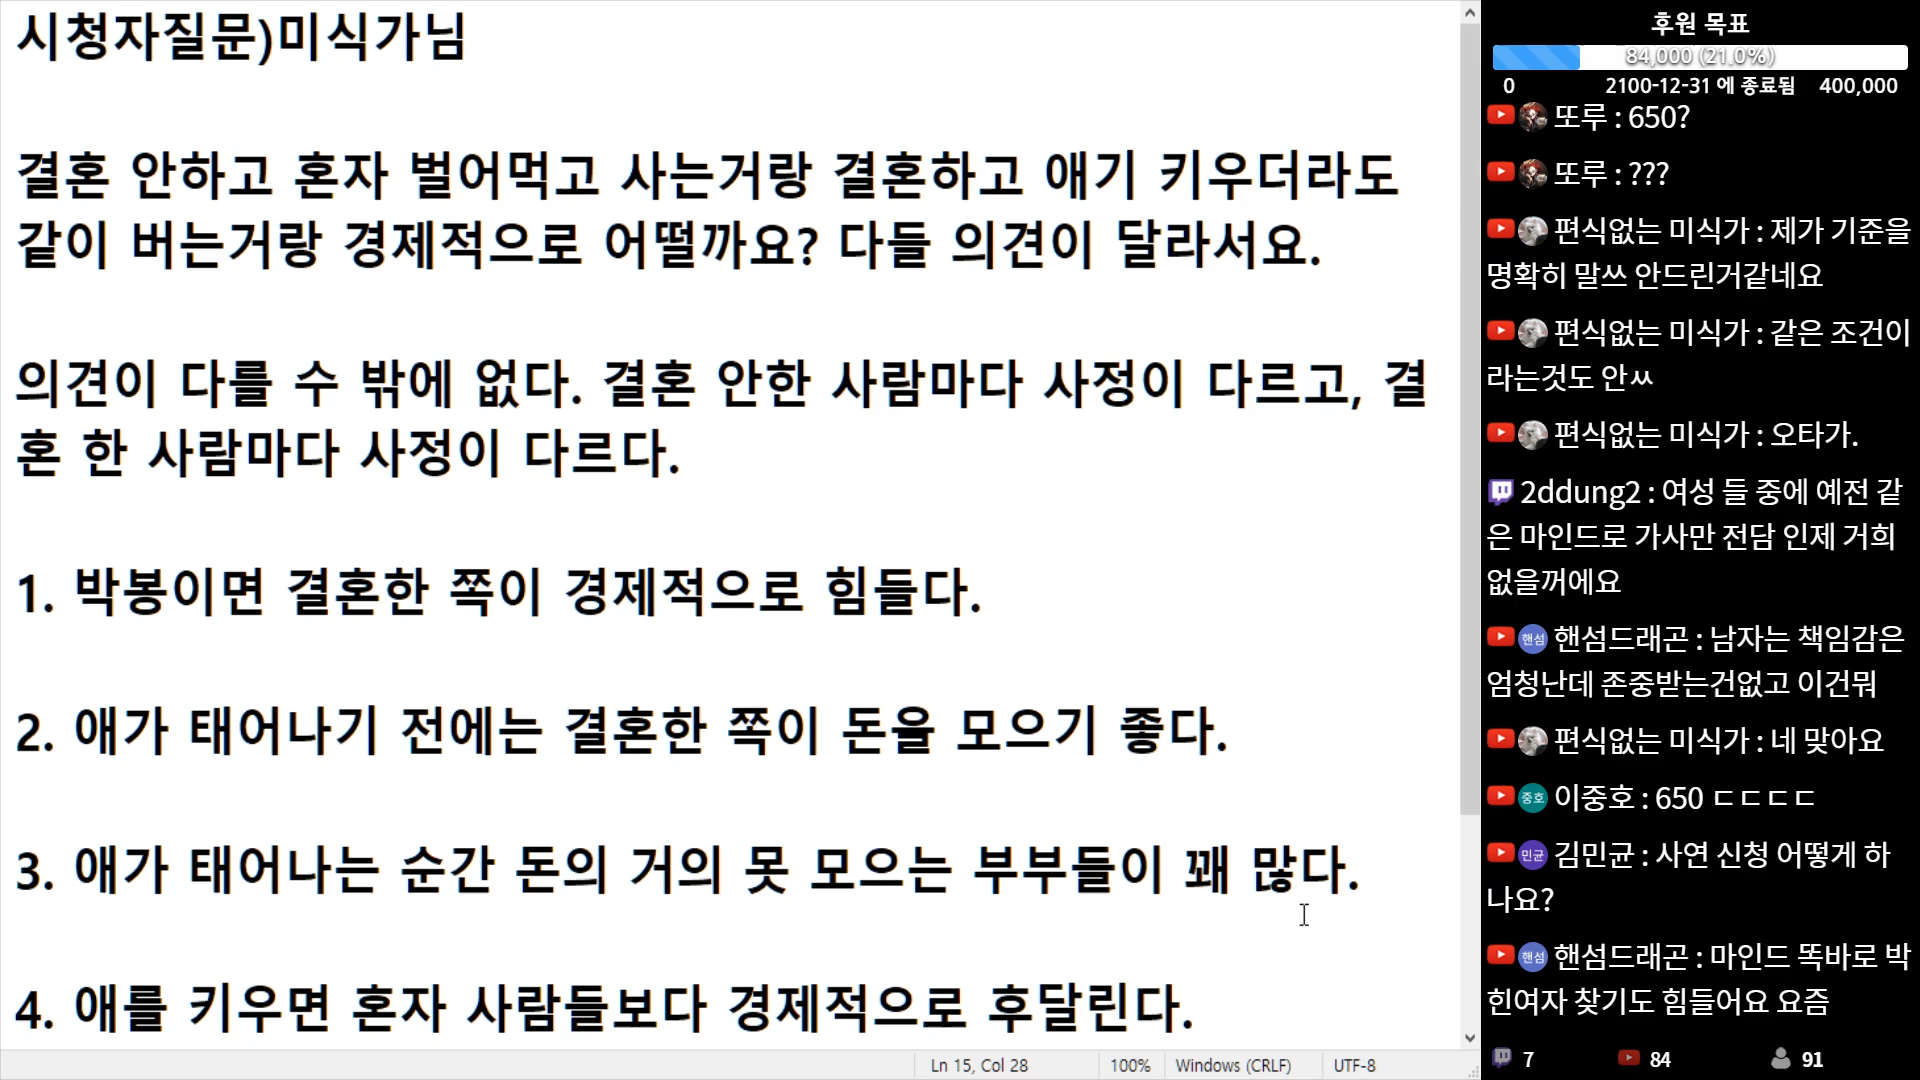 시청자질문)미식가님
결혼 안하고 혼자 벌어먹고 사는거랑 결혼하고 애기 키우더라도
같이 버는거랑 경제적으로 어떨까요? 다들 의견이 달라서요.
의견이 다를 수 밖에 없다. 결혼 안한 사람마다 사정이 다르고, 결
혼 한 사람마다 사정이 다르다.
1. 박봉이면 결혼한 쪽이 경제적으로 힘들다.
2. 애가 태어나기 전에는 결혼한 쪽이 돈을 모으기 좋다.
3. 애가 태어나는 순간 돈의 거의 못 모으는 부부들이 꽤 많다.
4. 애를 키우면 혼자 사람들보다 경제적으로 후달린다.
Ln 15, Col 28
100%
Windows (CRLF)
UTF-8
후원 목표
84,000 (21.0%)
0 2100-12-31 에 종료됨 400,000
또루 : 650?
또루 : ???
편식없는 미식가 : 제가 기준을
명확히 말쓰 안드린거같네요
편식없는 미식가 : 같은 조건이
라는것도 안ㅆ
편식없는 미식가 : 오타가.
2ddung2 : 여성 들 중에 예전 같
은 마인드로 가사만 전담 인제 거희
없을꺼에요
핸섬 핸섬드래곤 : 남자는 책임감은
엄청난데 존중받는건없고 이건뭐
편식없는 미식가 : 네 맞아요
중호 이중호 : 650 ㄷㄷㄷㄷ
민균 김민균 : 사연 신청 어떻게 하
나요?
핸섬 핸섬드래곤 : 마인드 똑바로 박
힌여자 찾기도 힘들어요 요즘
7 84 91